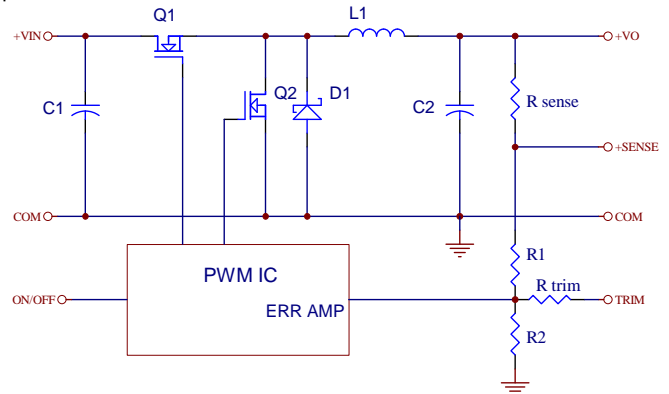 Q1
L1
+VIN
+VO
C1
Q2
D1
C2
R sense
+SENSE
COM
COM
R1
PWM IC
R trim
ON/OFF
ERR AMP
TRIM
R2